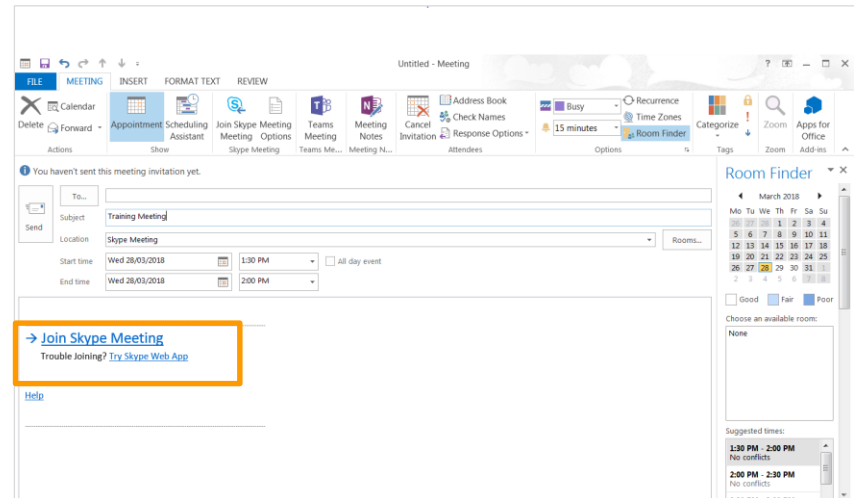 Untitled - Meeting
FILE MEETING INSERT FORMAT TEXT REVIEW
Delete
Calendar
Forward
Actions
Appointment
Scheduling Assistant
Show
Join Skype Meeting
Meeting Options
Skype Meeting
Teams Meeting
Teams Me...
Meeting Notes
Meeting N...
Cancel Invitation
Address Book
Check Names
Response Options
Attendees
Busy
15 minutes
Recurrence
Time Zones
Room Finder
Options
Categorize
Tags
Zoom
Zoom
Apps for Office
Add-ins
You haven't sent this meeting invitation yet.
Send
To...
Subject Training Meeting
Location Skype Meeting Rooms...
Start time Wed 28/03/2018 1:30 PM All day event
End time Wed 28/03/2018 2:00 PM
→ Join Skype Meeting
Trouble Joining? Try Skype Web App
Help
Room Finder
March 2018
Mo Tu We Th Fr Sa Su
26 27 28 1 2 3 4
5 6 7 8 9 10 11
12 13 14 15 16 17 18
19 20 21 22 23 24 25
26 27 28 29 30 31 1
2 3 4 5 6 7 8
Good Fair Poor
Choose an available room:
None
Suggested times:
1:30 PM - 2:00 PM
No conflicts
2:00 PM - 2:30 PM
No conflicts